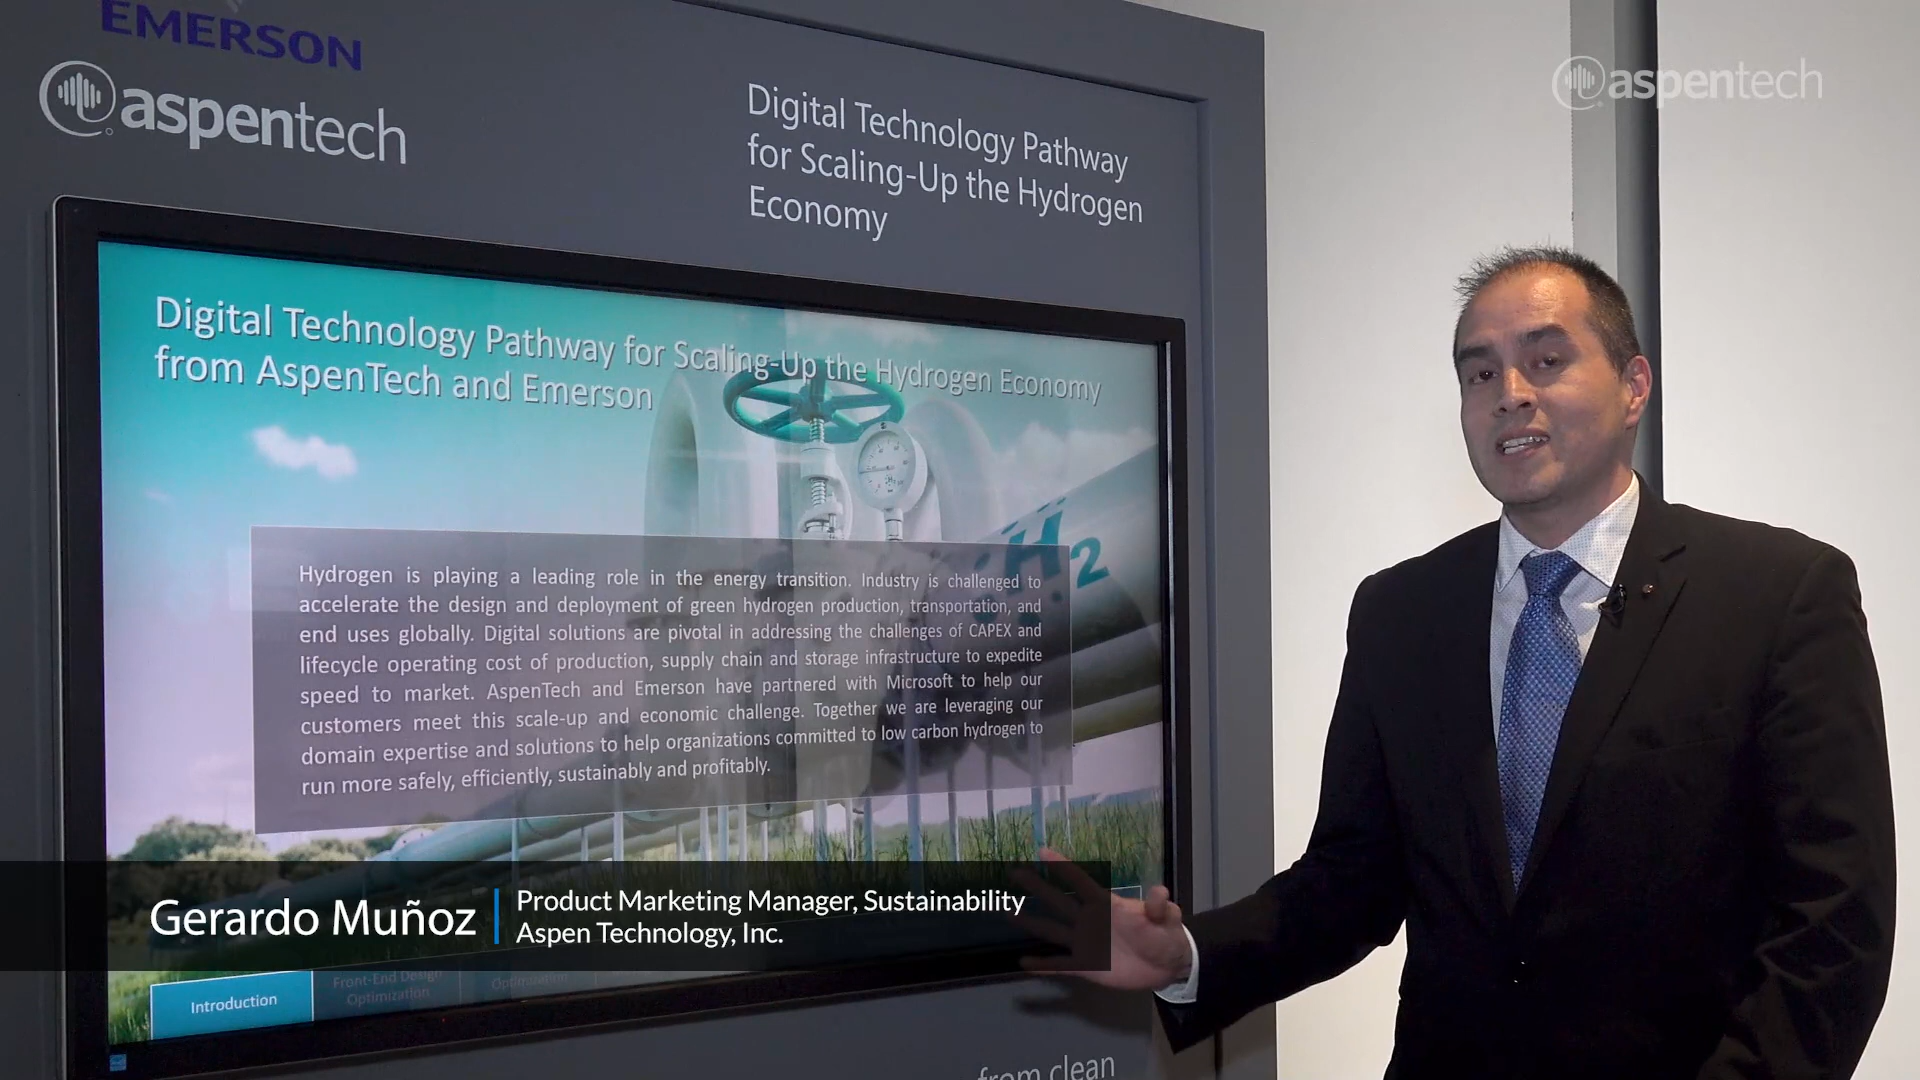 EMERSON
aspentech
Digital Technology Pathway
for Scaling-Up the Hydrogen
Economy
aspentech
Digital Technology Pathway for Scaling-Up the Hydrogen Economy
from AspenTech and Emerson
H2
Hydrogen is playing a leading role in the energy transition. Industry is challenged to
accelerate the design and deployment of green hydrogen production, transportation, and
end uses globally. Digital solutions are pivotal in addressing the challenges of CAPEX and
lifecycle operating cost of production, supply chain and storage infrastructure to expedite
speed to market. AspenTech and Emerson have partnered with Microsoft to help our
customers meet this scale-up and economic challenge. Together we are leveraging our
domain expertise and solutions to help organizations committed to low carbon hydrogen to
run more safely, efficiently, sustainably and profitably.
Gerardo Muñoz
Product Marketing Manager, Sustainability
Aspen Technology, Inc.
Introduction
Front-End Design
Optimization
Optimization
from clean